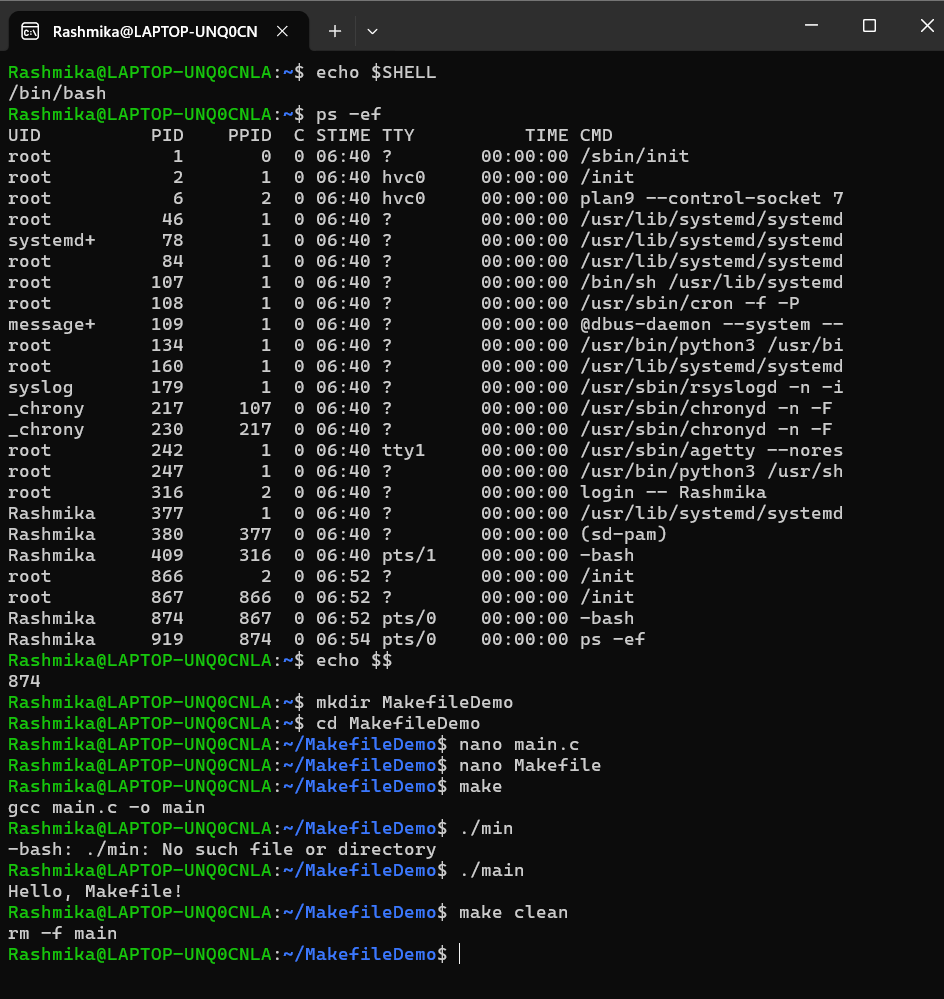 Rashmika@LAPTOP-UNQ0CN
Rashmika@LAPTOP-UNQ0CNLA:~$ echo $SHELL
/bin/bash
Rashmika@LAPTOP-UNQ0CNLA:~$ ps -ef
UID          PID    PPID  C STIME TTY          TIME CMD
root           1       0  0 06:40 ?        00:00:00 /sbin/init
root           2       1  0 06:40 hvc0     00:00:00 /init
root           6       2  0 06:40 hvc0     00:00:00 plan9 --control-socket 7
root          46       1  0 06:40 ?        00:00:00 /usr/lib/systemd/systemd
systemd+      78       1  0 06:40 ?        00:00:00 /usr/lib/systemd/systemd
root          84       1  0 06:40 ?        00:00:00 /usr/lib/systemd/systemd
root         107       1  0 06:40 ?        00:00:00 /bin/sh /usr/lib/systemd
root         108       1  0 06:40 ?        00:00:00 /usr/sbin/cron -f -P
message+     109       1  0 06:40 ?        00:00:00 @dbus-daemon --system --
root         134       1  0 06:40 ?        00:00:00 /usr/bin/python3 /usr/bi
root         160       1  0 06:40 ?        00:00:00 /usr/lib/systemd/systemd
syslog       179       1  0 06:40 ?        00:00:00 /usr/sbin/rsyslogd -n -i
_chrony      217     107  0 06:40 ?        00:00:00 /usr/sbin/chronyd -n -F
_chrony      230     217  0 06:40 ?        00:00:00 /usr/sbin/chronyd -n -F
root         242       1  0 06:40 tty1     00:00:00 /usr/sbin/agetty --nores
root         247       1  0 06:40 ?        00:00:00 /usr/bin/python3 /usr/sh
root         316       2  0 06:40 ?        00:00:00 login -- Rashmika
Rashmika     377       1  0 06:40 ?        00:00:00 /usr/lib/systemd/systemd
Rashmika     380     377  0 06:40 ?        00:00:00 (sd-pam)
Rashmika     409     316  0 06:40 pts/1    00:00:00 -bash
root         866       2  0 06:52 ?        00:00:00 /init
root         867     866  0 06:52 ?        00:00:00 /init
Rashmika     874     867  0 06:52 pts/0    00:00:00 -bash
Rashmika     919     874  0 06:54 pts/0    00:00:00 ps -ef
Rashmika@LAPTOP-UNQ0CNLA:~$ echo $$
874
Rashmika@LAPTOP-UNQ0CNLA:~$ mkdir MakefileDemo
Rashmika@LAPTOP-UNQ0CNLA:~$ cd MakefileDemo
Rashmika@LAPTOP-UNQ0CNLA:~/MakefileDemo$ nano main.c
Rashmika@LAPTOP-UNQ0CNLA:~/MakefileDemo$ nano Makefile
Rashmika@LAPTOP-UNQ0CNLA:~/MakefileDemo$ make
gcc main.c -o main
Rashmika@LAPTOP-UNQ0CNLA:~/MakefileDemo$ ./min
-bash: ./min: No such file or directory
Rashmika@LAPTOP-UNQ0CNLA:~/MakefileDemo$ ./main
Hello, Makefile!
Rashmika@LAPTOP-UNQ0CNLA:~/MakefileDemo$ make clean
rm -f main
Rashmika@LAPTOP-UNQ0CNLA:~/MakefileDemo$